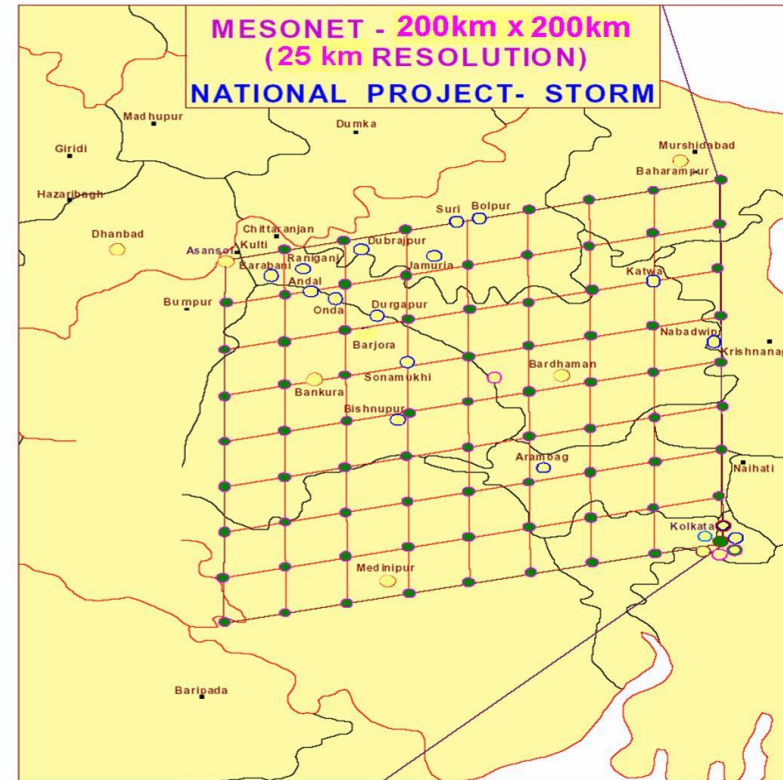 MESONET - 200km x 200km
(25 km RESOLUTION)
NATIONAL PROJECT- STORM
Madhupur
Dumka
Giridi
Murshidabad
Baharampur
Hazaribagh
Suri Bolpur
Dhanbad
Chittaranjan
Asansol
Kulti
Dubrajpur
Barabani
Raniganj
Jamuria
Katwa
Andal
Bumpur
Onda
Durgapur
Nabadwip
Barjora
Krishnanag
Sonamukhi
Bardhaman
Bankura
Bishnupur
Arambag
Naihati
Kolkata
Medinipur
Baripada